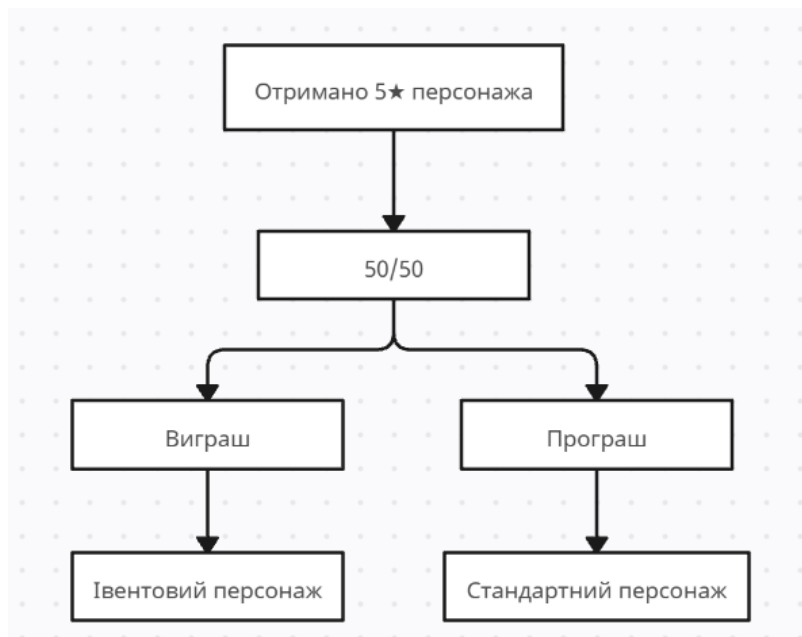 Отримано 5★ персонажа
50/50
Виграш
Програш
Івентовий персонаж
Стандартний персонаж